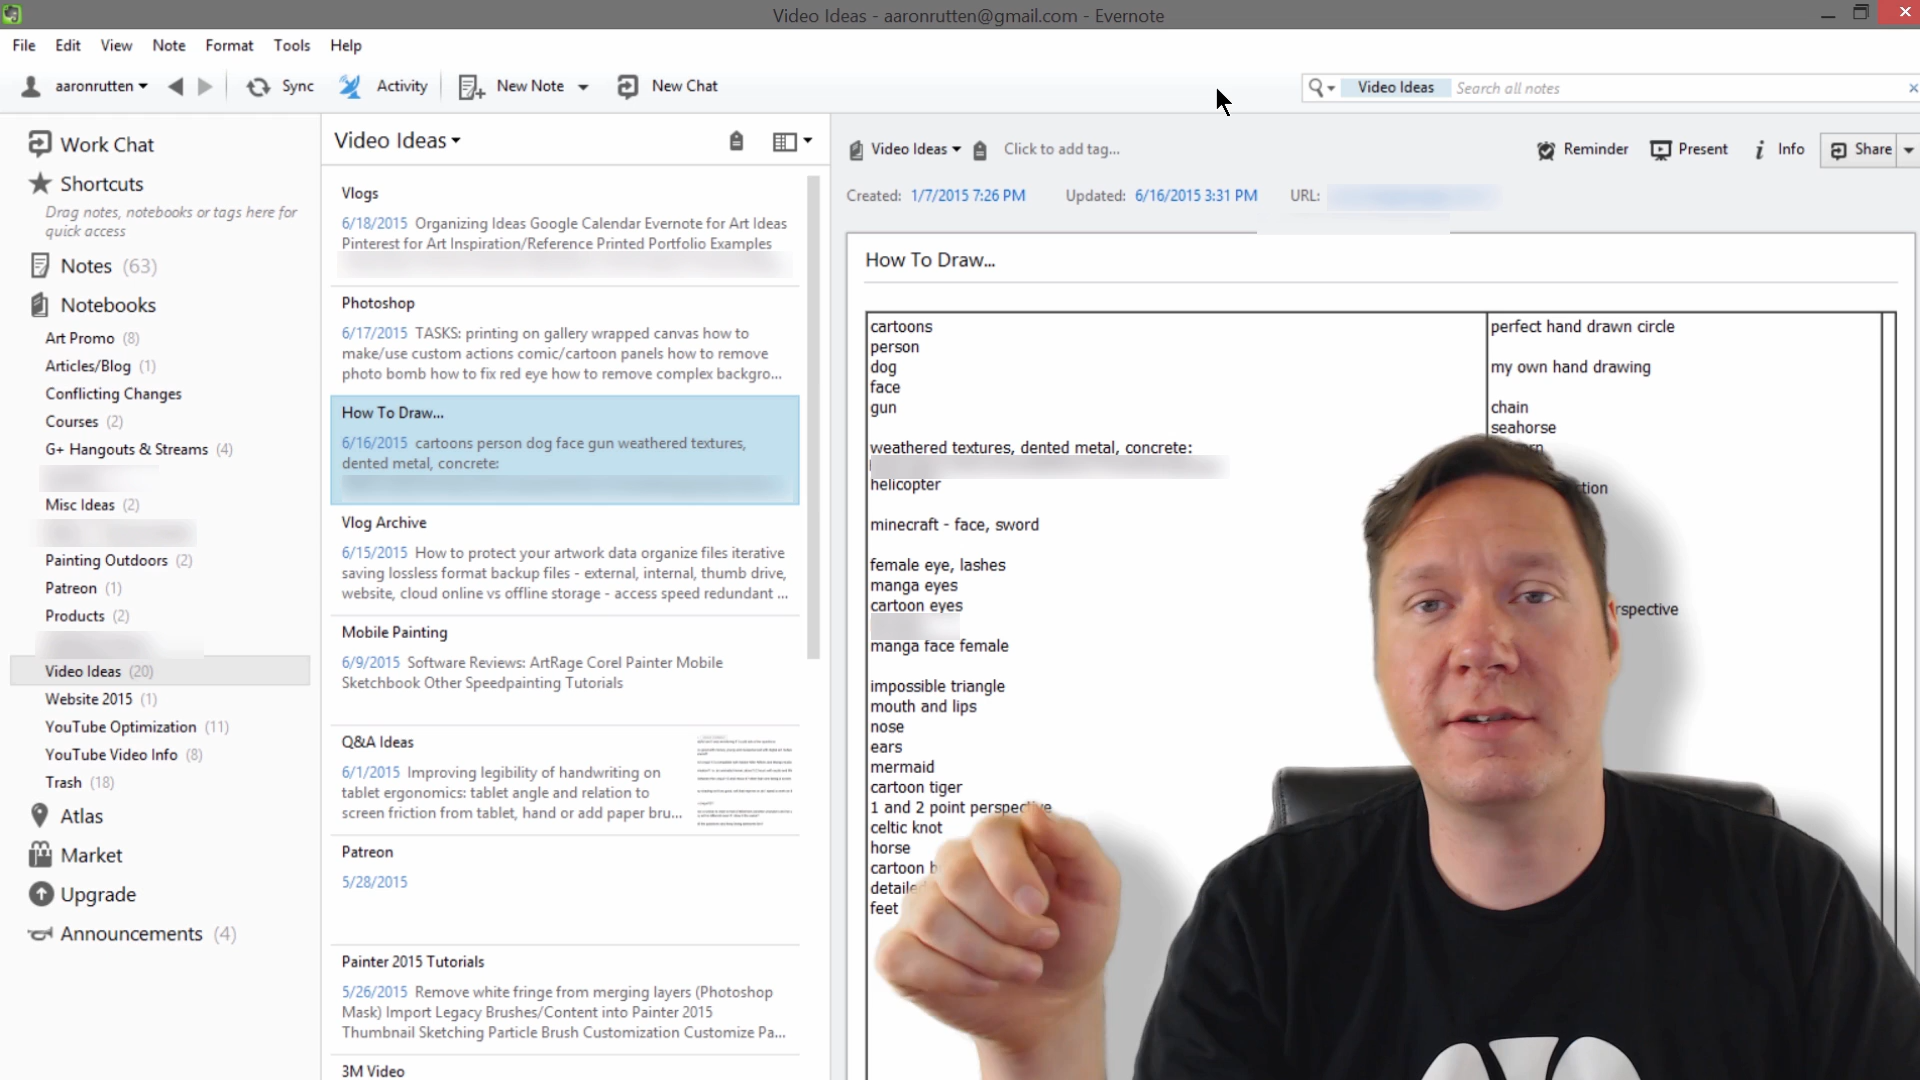 Video Ideas - aaronrutten@gmail.com - Evernote
File Edit View Note Format Tools Help
aaronrutten Sync Activity New Note New Chat
Video Ideas Search all notes
Work Chat
Shortcuts
Drag notes, notebooks or tags here for
quick access
Notes (63)
Notebooks
Art Promo (8)
Articles/Blog (1)
Conflicting Changes
Courses (2)
G+ Hangouts & Streams (4)
Misc Ideas (2)
Painting Outdoors (2)
Patreon (1)
Products (2)
Video Ideas (20)
Website 2015 (1)
YouTube Optimization (11)
YouTube Video Info (8)
Trash (18)
Atlas
Market
Upgrade
Announcements (4)
Video Ideas
Vlogs
6/18/2015 Organizing Ideas Google Calendar Evernote for Art Ideas
Pinterest for Art Inspiration/Reference Printed Portfolio Examples
Photoshop
6/17/2015 TASKS: printing on gallery wrapped canvas how to
make/use custom actions comic/cartoon panels how to remove
photo bomb how to fix red eye how to remove complex backgro...
How To Draw...
6/16/2015 cartoons person dog face gun weathered textures,
dented metal, concrete:
Vlog Archive
6/15/2015 How to protect your artwork data organize files iterative
saving lossless format backup files - external, internal, thumb drive,
website, cloud online vs offline storage - access speed redundant ...
Mobile Painting
6/9/2015 Software Reviews: ArtRage Corel Painter Mobile
Sketchbook Other Speedpainting Tutorials
Q&A Ideas
6/1/2015 Improving legibility of handwriting on
tablet ergonomics: tablet angle and relation to
screen friction from tablet, hand or add paper bru...
Patreon
5/28/2015
Painter 2015 Tutorials
5/26/2015 Remove white fringe from merging layers (Photoshop
Mask) Import Legacy Brushes/Content into Painter 2015
Thumbnail Sketching Particle Brush Customization Customize Pa...
3M Video
Video Ideas Click to add tag... Reminder Present Info Share
Created: 1/7/2015 7:26 PM Updated: 6/16/2015 3:31 PM URL:
How To Draw...
cartoons
person
dog
face
gun
weathered textures, dented metal, concrete:
helicopter
minecraft - face, sword
female eye, lashes
manga eyes
cartoon eyes
manga face female
impossible triangle
mouth and lips
nose
ears
mermaid
cartoon tiger
1 and 2 point perspective
celtic knot
horse
cartoon
detailed
feet
perfect hand drawn circle
my own hand drawing
chain
seahorse